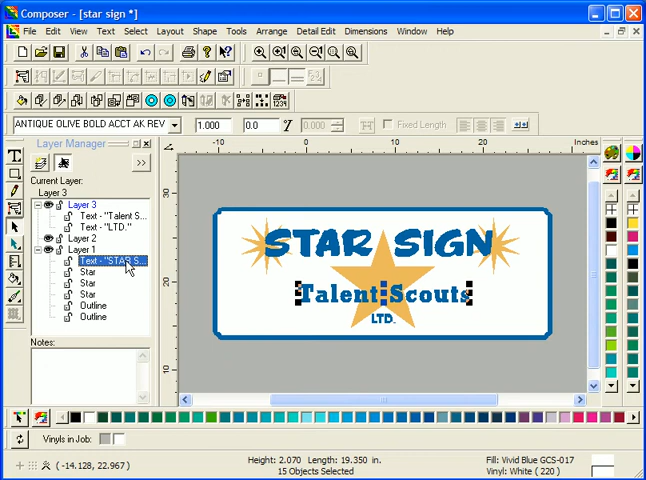 Composer - [star sign *]
File Edit View Text Select Layout Shape Tools Arrange Detail Edit Dimensions Window Help
ANTIQUE OLIVE BOLD ACCT AK REV 1.000 0.0 0.000 Fixed Length
Layer Manager
Current Layer:
Layer 3
Layer 3
Text - "Talent S...
Text - "LTD."
Layer 2
Layer 1
Text - "STAR S...
Star
Star
Star
Outline
Outline
Notes:
-10 0 10 20 Inches
30
20
10
STAR SIGN
Talent Scouts
LTD.
Vinyls in Job:
(-14.128, 22.967)
Height: 2.070 Length: 19.350 in.
15 Objects Selected
Fill: Vivid Blue GCS-017
Vinyl: White ( 220 )